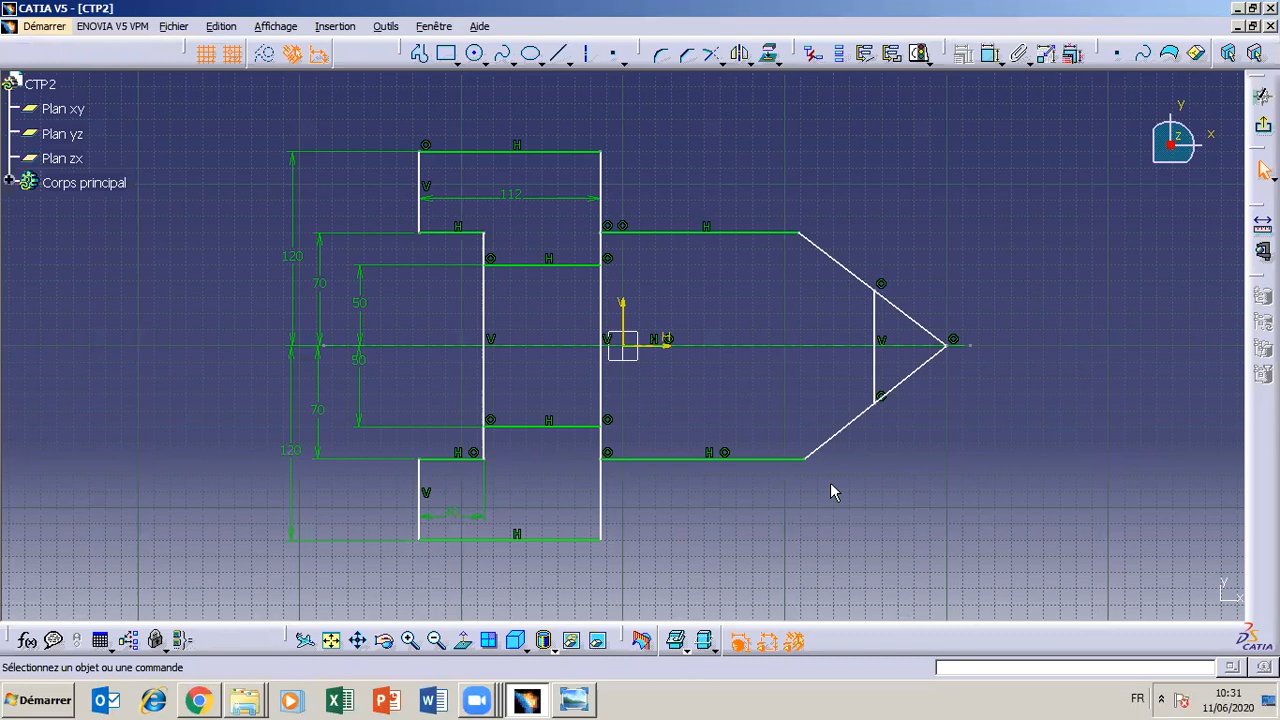 CATIA V5 - [CTP2]
Démarrer ENOVIA V5 VPM Fichier Edition Affichage Insertion Outils Fenêtre Aide
CTP2
Plan xy
Plan yz
Plan zx
Corps principal
y
x
z
H
V
112
H
H
H
120
70
50
V
V
V
H
H
V
50
70
120
H
H
H
V
H
y
x
f(x)
CATIA
Sélectionnez un objet ou une commande
Démarrer
FR
10:31
11/06/2020